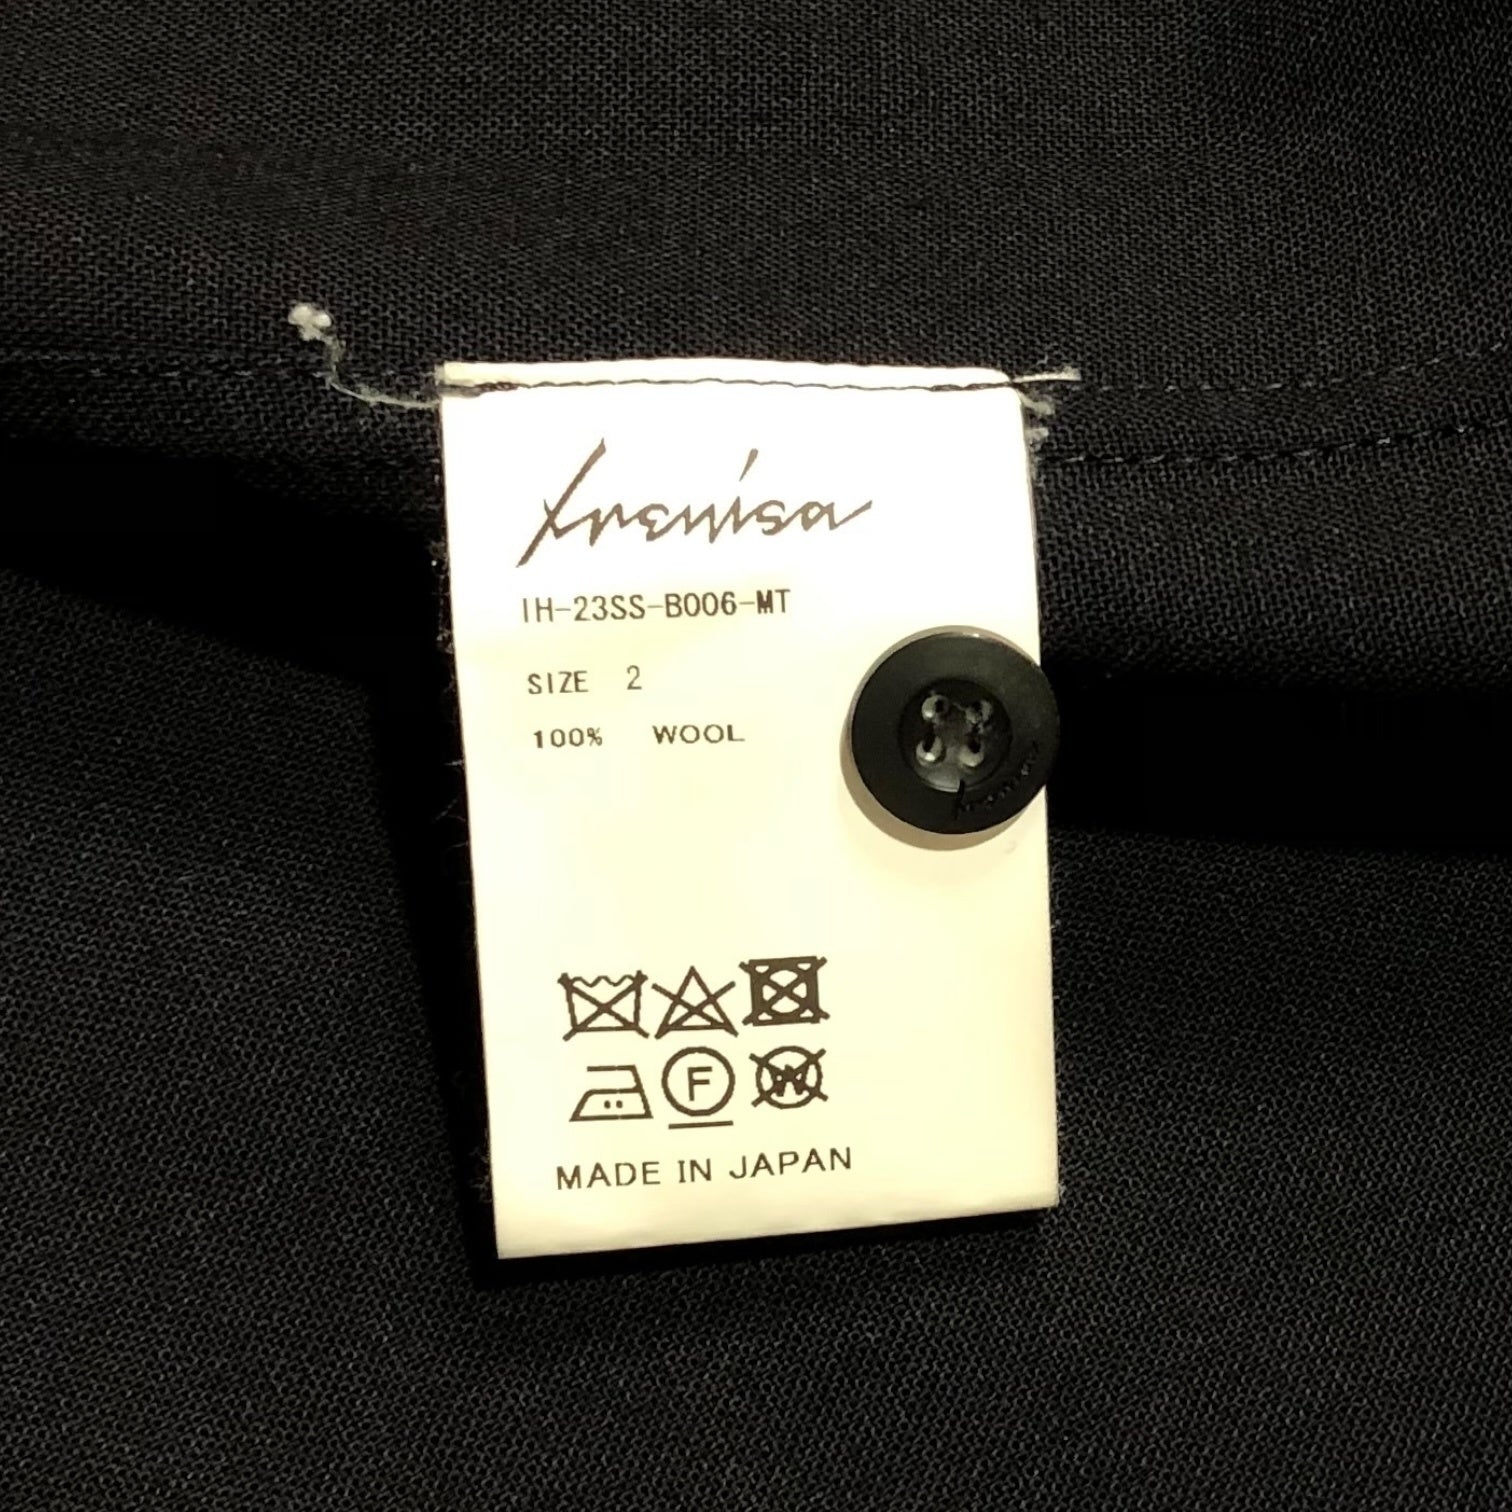 IH-23SS-B006-MT
SIZE 2
100% WOOL
F
W
MADE IN JAPAN